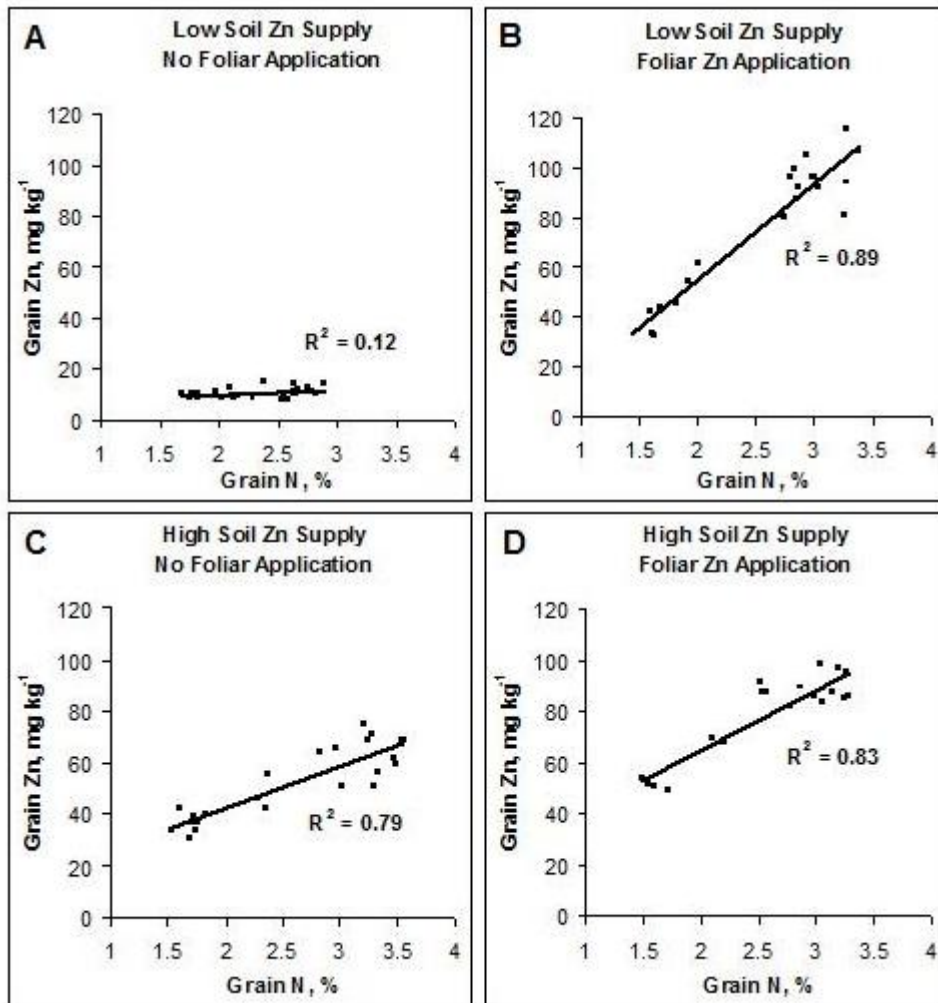 A
Low Soil Zn Supply
No Foliar Application
Grain Zn, mg kg⁻¹
120
100
80
60
40
20
0
R² = 0.12
1 1.5 2 2.5 3 3.5 4
Grain N, %
B
Low Soil Zn Supply
Foliar Zn Application
Grain Zn, mg kg⁻¹
120
100
80
60
40
20
0
R² = 0.89
1 1.5 2 2.5 3 3.5 4
Grain N, %
C
High Soil Zn Supply
No Foliar Application
Grain Zn, mg kg⁻¹
120
100
80
60
40
20
0
R² = 0.79
1 1.5 2 2.5 3 3.5 4
Grain N, %
D
High Soil Zn Supply
Foliar Zn Application
Grain Zn, mg kg⁻¹
120
100
80
60
40
20
0
R² = 0.83
1 1.5 2 2.5 3 3.5 4
Grain N, %